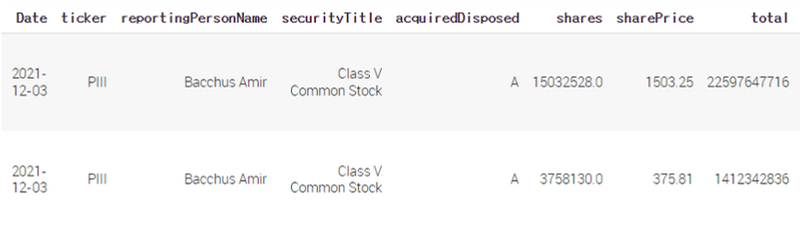 Date ticker reportingPersonName securityTitle acquiredDisposed shares sharePrice total
2021-12-03 PIII Bacchus Amir Class V Common Stock A 15032528.0 1503.25 22597647716
2021-12-03 PIII Bacchus Amir Class V Common Stock A 3758130.0 375.81 1412342836